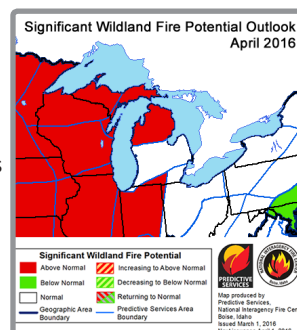 Significant Wildland Fire Potential Outlook
April 2016
s
Significant Wildland Fire Potential
Above Normal
Increasing to Above Normal
Below Normal
Decreasing to Below Normal
Normal
Returning to Normal
Geographic Area
Boundary
Predictive Services Area
Boundary
PREDICTIVE
SERVICES
Map produced by
Predictive Services,
National Interagency Fire Cen
Boise, Idaho
Issued March 1, 2016